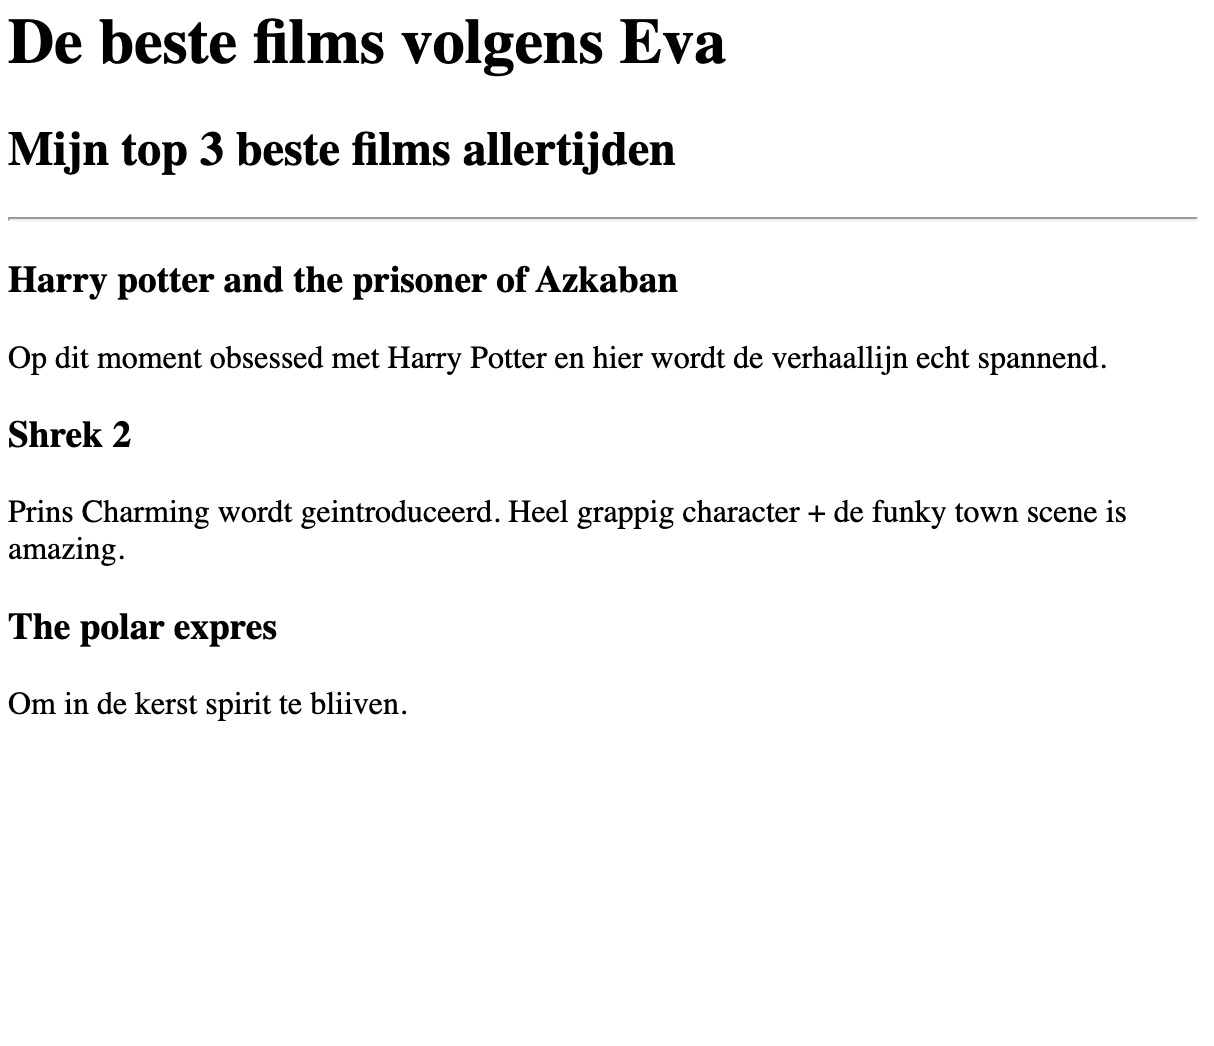 De beste films volgens Eva
Mijn top 3 beste films allertijden
Harry potter and the prisoner of Azkaban
Op dit moment obsessed met Harry Potter en hier wordt de verhaallijn echt spannend.
Shrek 2
Prins Charming wordt geintroduceerd. Heel grappig character + de funky town scene is
amazing.
The polar expres
Om in de kerst spirit te bliiven.